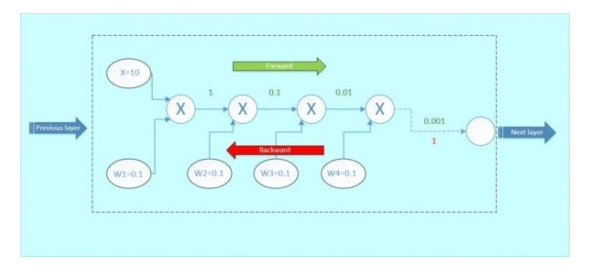 Forward
X=10
1
0.1
0.01
X
X
X
X
0.001
1
Previous layer
Next layer
Backward
W1=0.1
W2=0.1
W3=0.1
W4=0.1